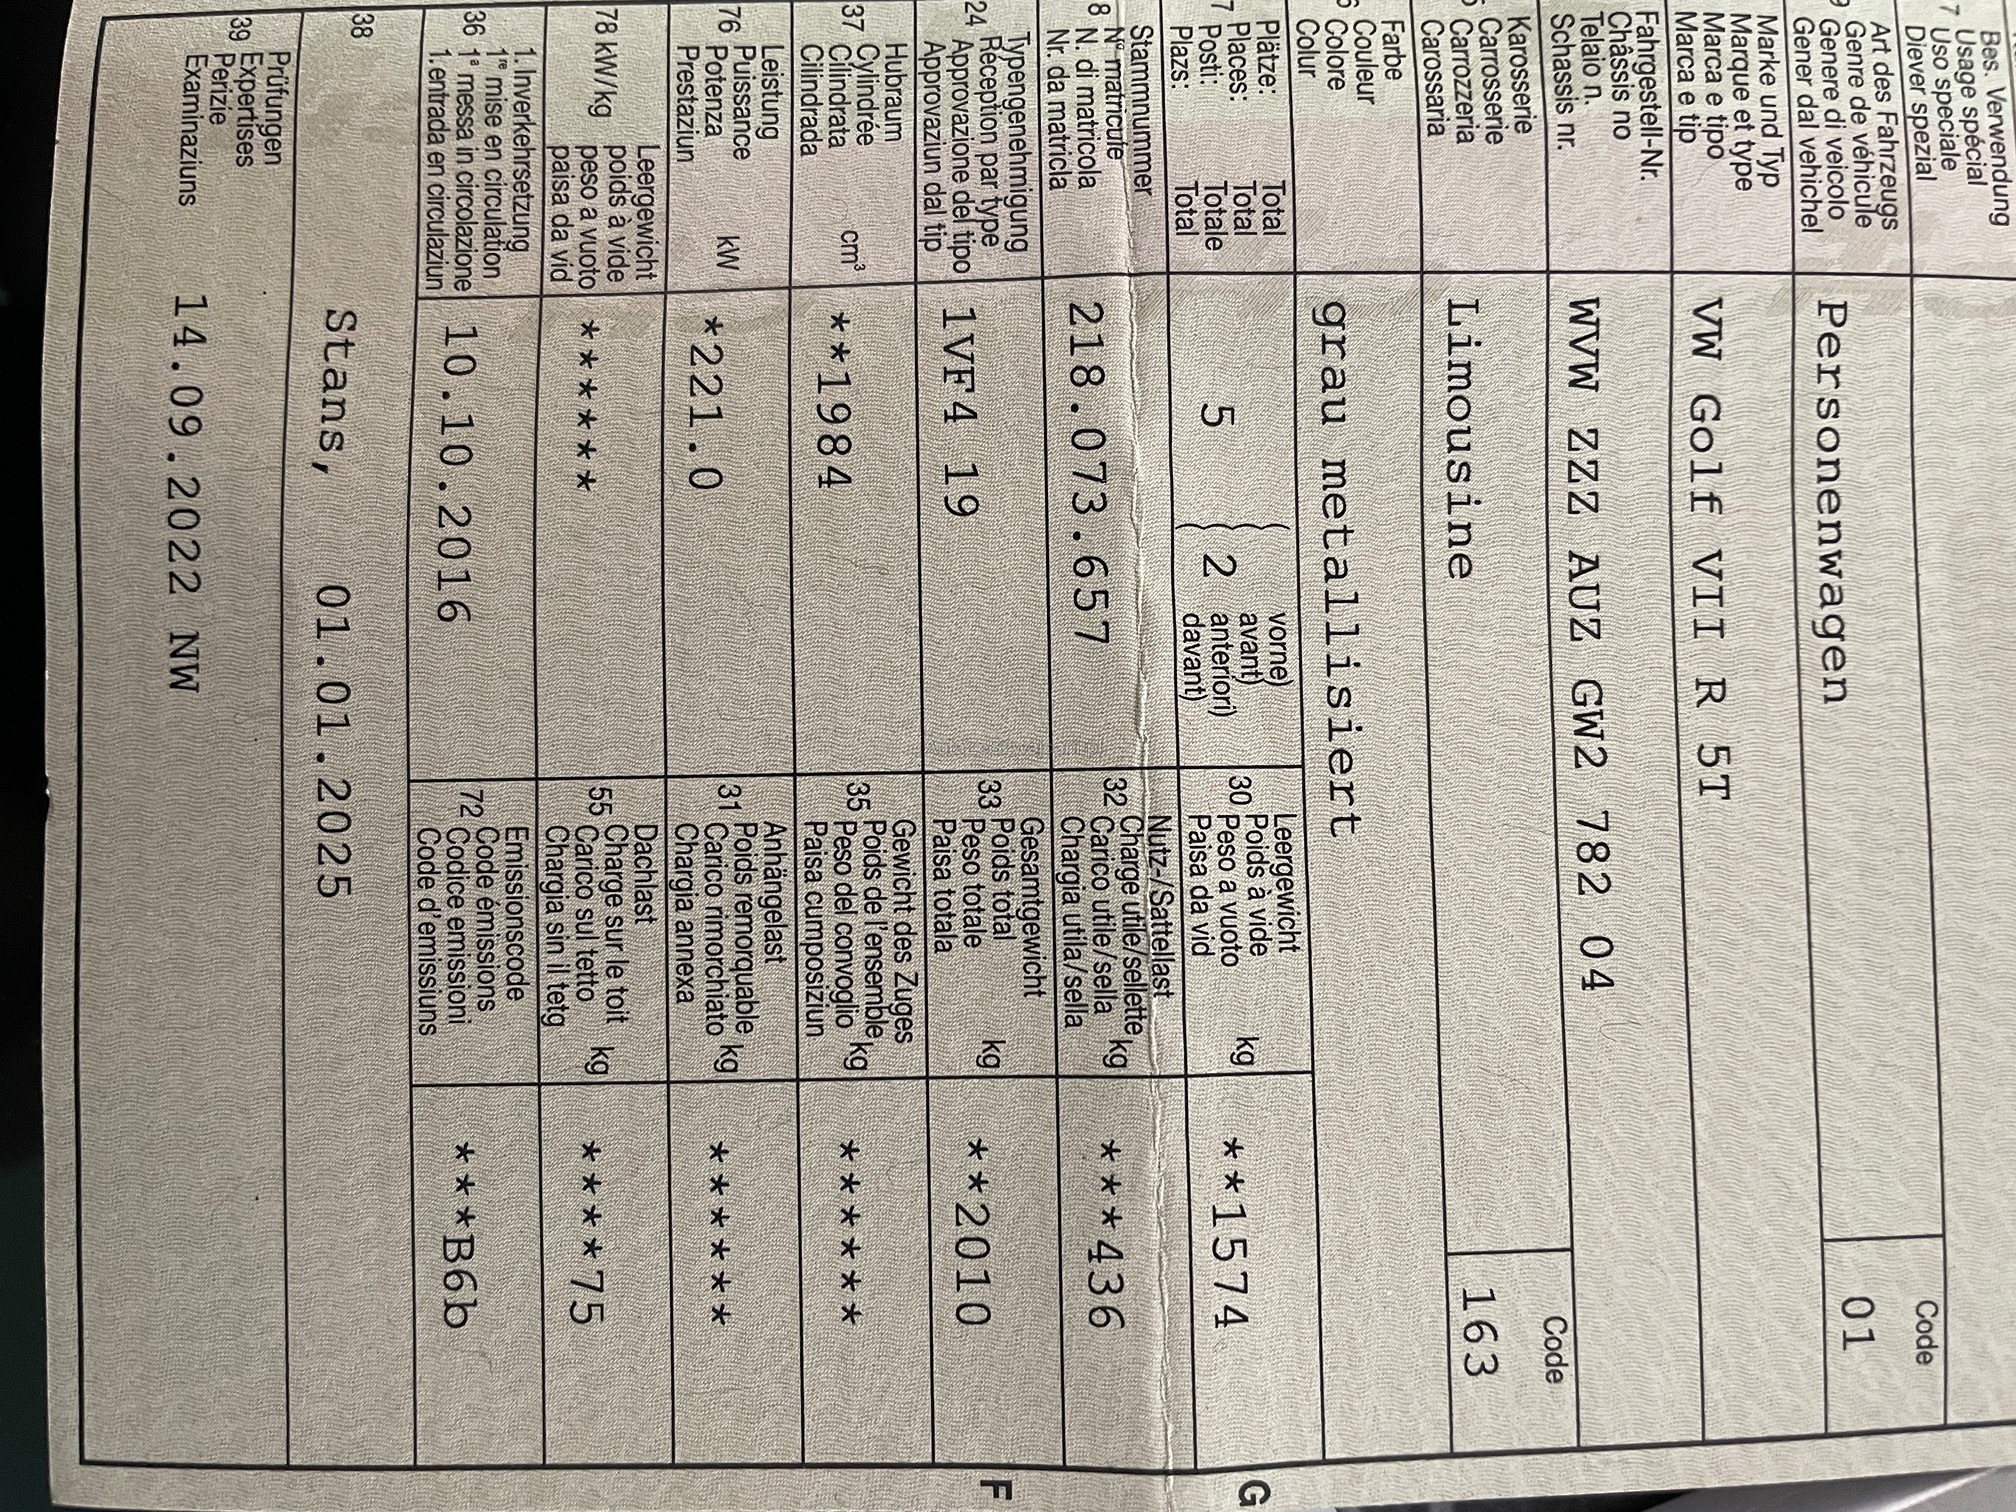 Bes. Verwendung
Usage spécial
7 Uso speciale
Diever spezial
Code
Art des Fahrzeugs
Genre de véhicule
Genere di veicolo
Gener dal vehichel
Personenwagen
01
Marke und Typ
Marque et type
Marca e tipo
Marca e tip
VW Golf VII R 5T
Fahrgestell-Nr.
Châssis no
Telaio n.
Schassis nr.
WVW ZZZ AUZ GW2 782 04
Code
Karosserie
Carrosserie
Carrozzeria
Carossaria
Limousine
163
Farbe
Couleur
Colore
Colur
grau metallisiert
Plätze: Total
Places: Total
7 Posti: Totale
Plazs: Total
5
( 2
vorne)
avant)
anteriori)
davant)
Leergewicht
Poids à vide
30 Peso a vuoto kg
Paisa da vid
**1574
G
Stammnummer
N° matricule
8 N. di matricola
Nr. da matricla
218.073.657
Nutz-/Sattellast
Charge utile/sellette
32 Carico utile/sella kg
Chargia utila/sella
***436
Typengenehmigung
Réception par type
24 Approvazione del tipo
Approvaziun dal tip
1VF4 19
Gesamtgewicht
Poids total
33 Peso totale kg
Paisa totala
**2010
F
Hubraum
Cylindrée
37 Cilindrata cm³
Cilindrada
**1984
Gewicht des Zuges
Poids de l'ensemble
35 Peso del convoglio kg
Paisa cumposiziun
******
Leistung
Puissance
76 Potenza kW
Prestaziun
*221.0
Anhängelast
Poids remorquable
31 Carico rimorchiato kg
Chargia annexa
******
Leergewicht
poids à vide
78 kW/kg peso a vuoto
paisa da vid
******
Dachlast
Charge sur le toit
55 Carico sul tetto kg
Chargia sin il tetg
****75
1. Inverkehrsetzung
1re mise en circulation
36 1a messa in circolazione
1. entrada en circulaziun
10.10.2016
Emissionscode
Code émissions
72 Codice emissioni
Code d'emissiuns
***B6b
38
Stans, 01.01.2025
Prüfungen
Expertises
39 Perizie
Examinaziuns
14.09.2022 NW